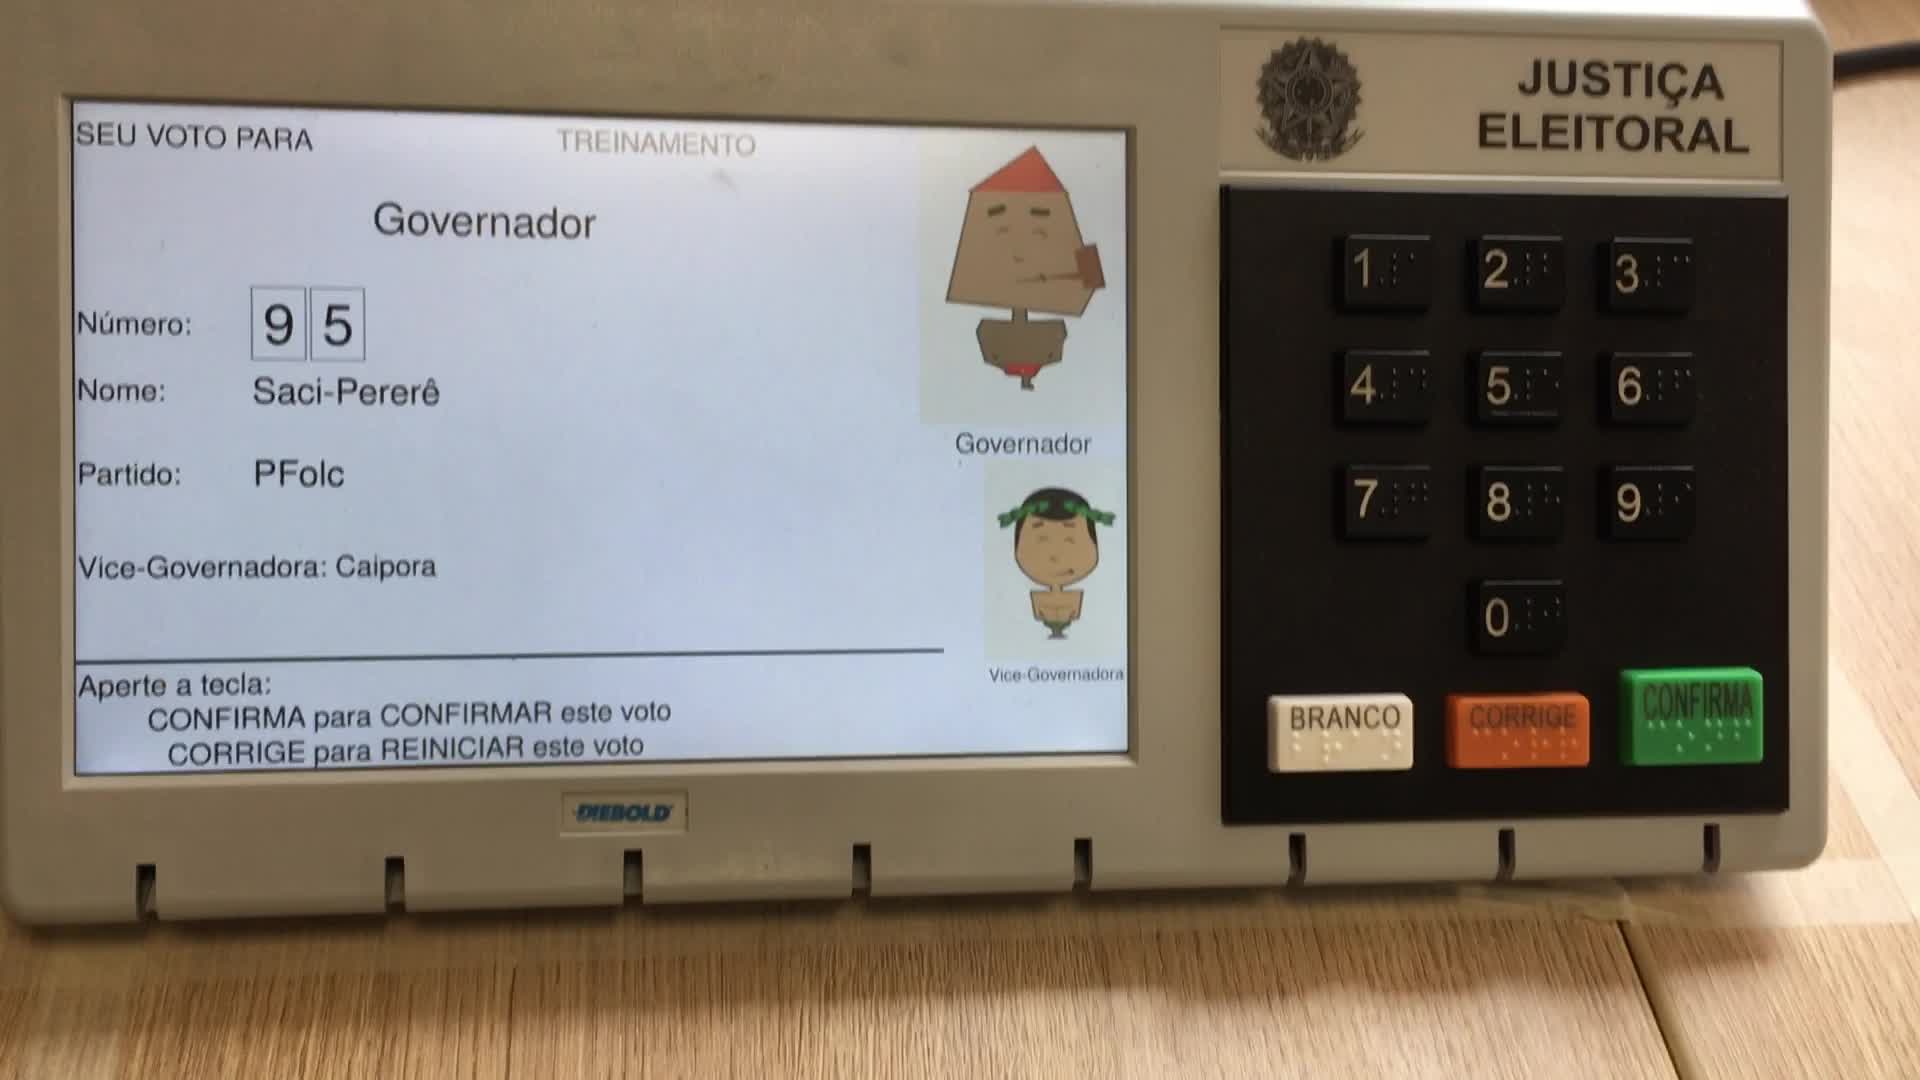 SEU VOTO PARA
TREINAMENTO
Governador
Número: 9 5
Nome: Saci-Pererê
Partido: PFolc
Vice-Governadora: Caipora
Governador
Vice-Governadora
Aperte a tecla:
CONFIRMA para CONFIRMAR este voto
CORRIGE para REINICIAR este voto
DIEBOLD
JUSTIÇA
ELEITORAL
1 2 3
4 5 6
7 8 9
0
BRANCO CORRIGE CONFIRMA